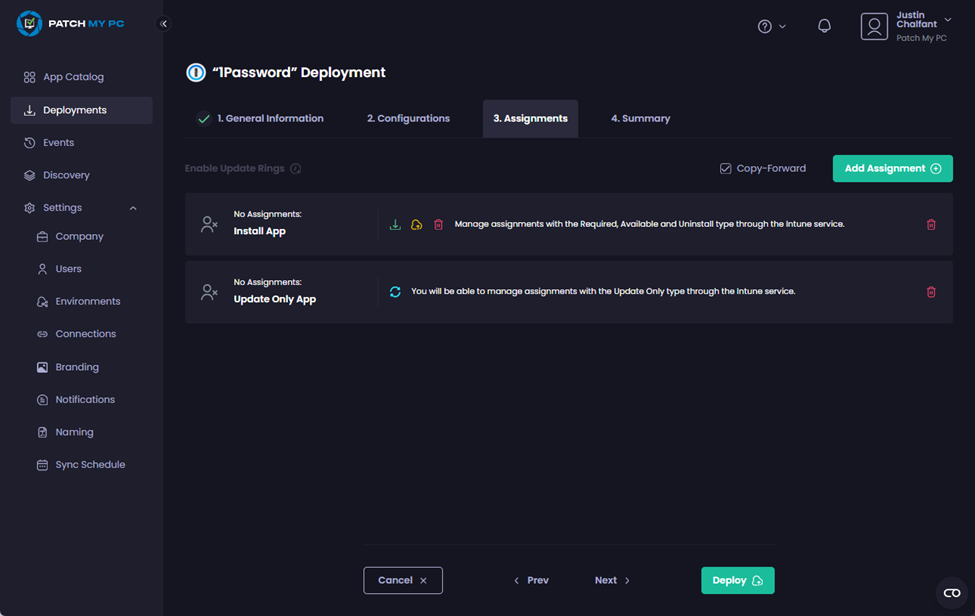 PATCH MY PC
Justin
Chalfant
Patch My PC
App Catalog
Deployments
Events
Discovery
Settings
Company
Users
Environments
Connections
Branding
Notifications
Naming
Sync Schedule
“1Password” Deployment
1. General Information
2. Configurations
3. Assignments
4. Summary
Enable Update Rings
Copy-Forward
Add Assignment
No Assignments:
Install App
Manage assignments with the Required, Available and Uninstall type through the Intune service.
No Assignments:
Update Only App
You will be able to manage assignments with the Update Only type through the Intune service.
Cancel
Prev
Next
Deploy